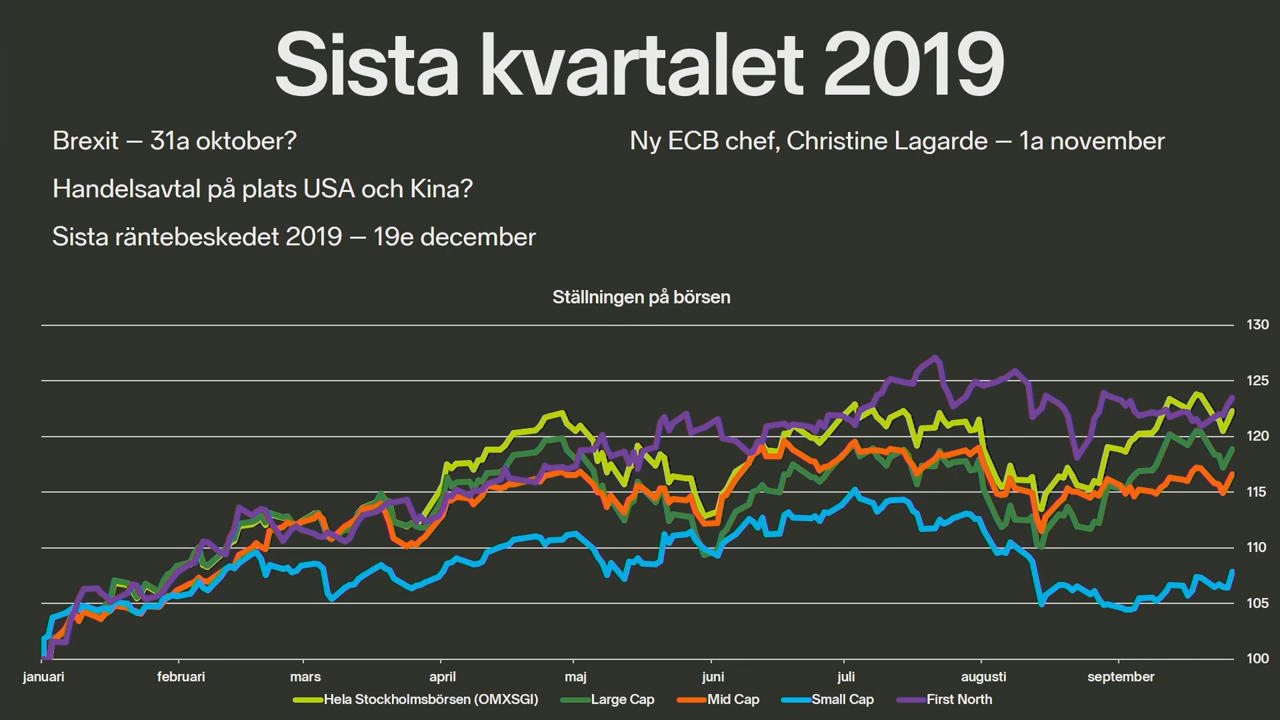 Sista kvartalet 2019
Brexit – 31a oktober?
Ny ECB chef, Christine Lagarde – 1a november
Handelsavtal på plats USA och Kina?
Sista räntebeskedet 2019 – 19e december
Ställningen på börsen
130
125
120
115
110
105
100
januari februari mars april maj juni juli augusti september
Hela Stockholmsbörsen (OMXSGI) Large Cap Mid Cap Small Cap First North